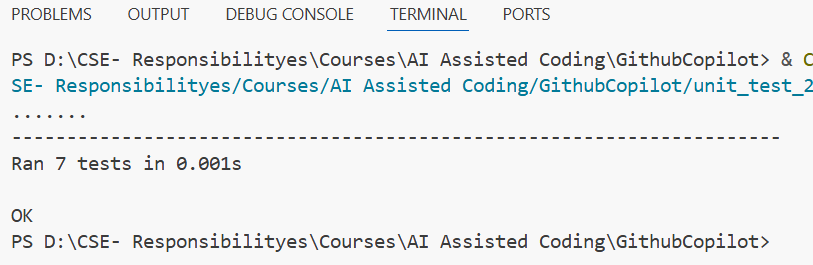 PROBLEMS OUTPUT DEBUG CONSOLE TERMINAL PORTS
PS D:\CSE- Responsibilityes\Courses\AI Assisted Coding\GithubCopilot> & C
SE- Responsibilityes/Courses/AI Assisted Coding/GithubCopilot/unit_test_2
.......
----------------------------------------------------------------------
Ran 7 tests in 0.001s
OK
PS D:\CSE- Responsibilityes\Courses\AI Assisted Coding\GithubCopilot>